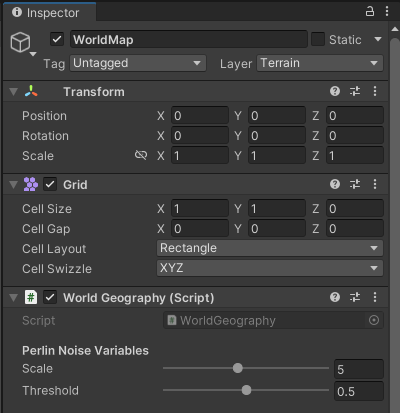 Inspector
WorldMap Static
Tag Untagged Layer Terrain
Transform
Position X 0 Y 0 Z 0
Rotation X 0 Y 0 Z 0
Scale X 1 Y 1 Z 1
Grid
Cell Size X 1 Y 1 Z 0
Cell Gap X 0 Y 0 Z 0
Cell Layout Rectangle
Cell Swizzle XYZ
# World Geography (Script)
Script WorldGeography
Perlin Noise Variables
Scale 5
Threshold 0.5